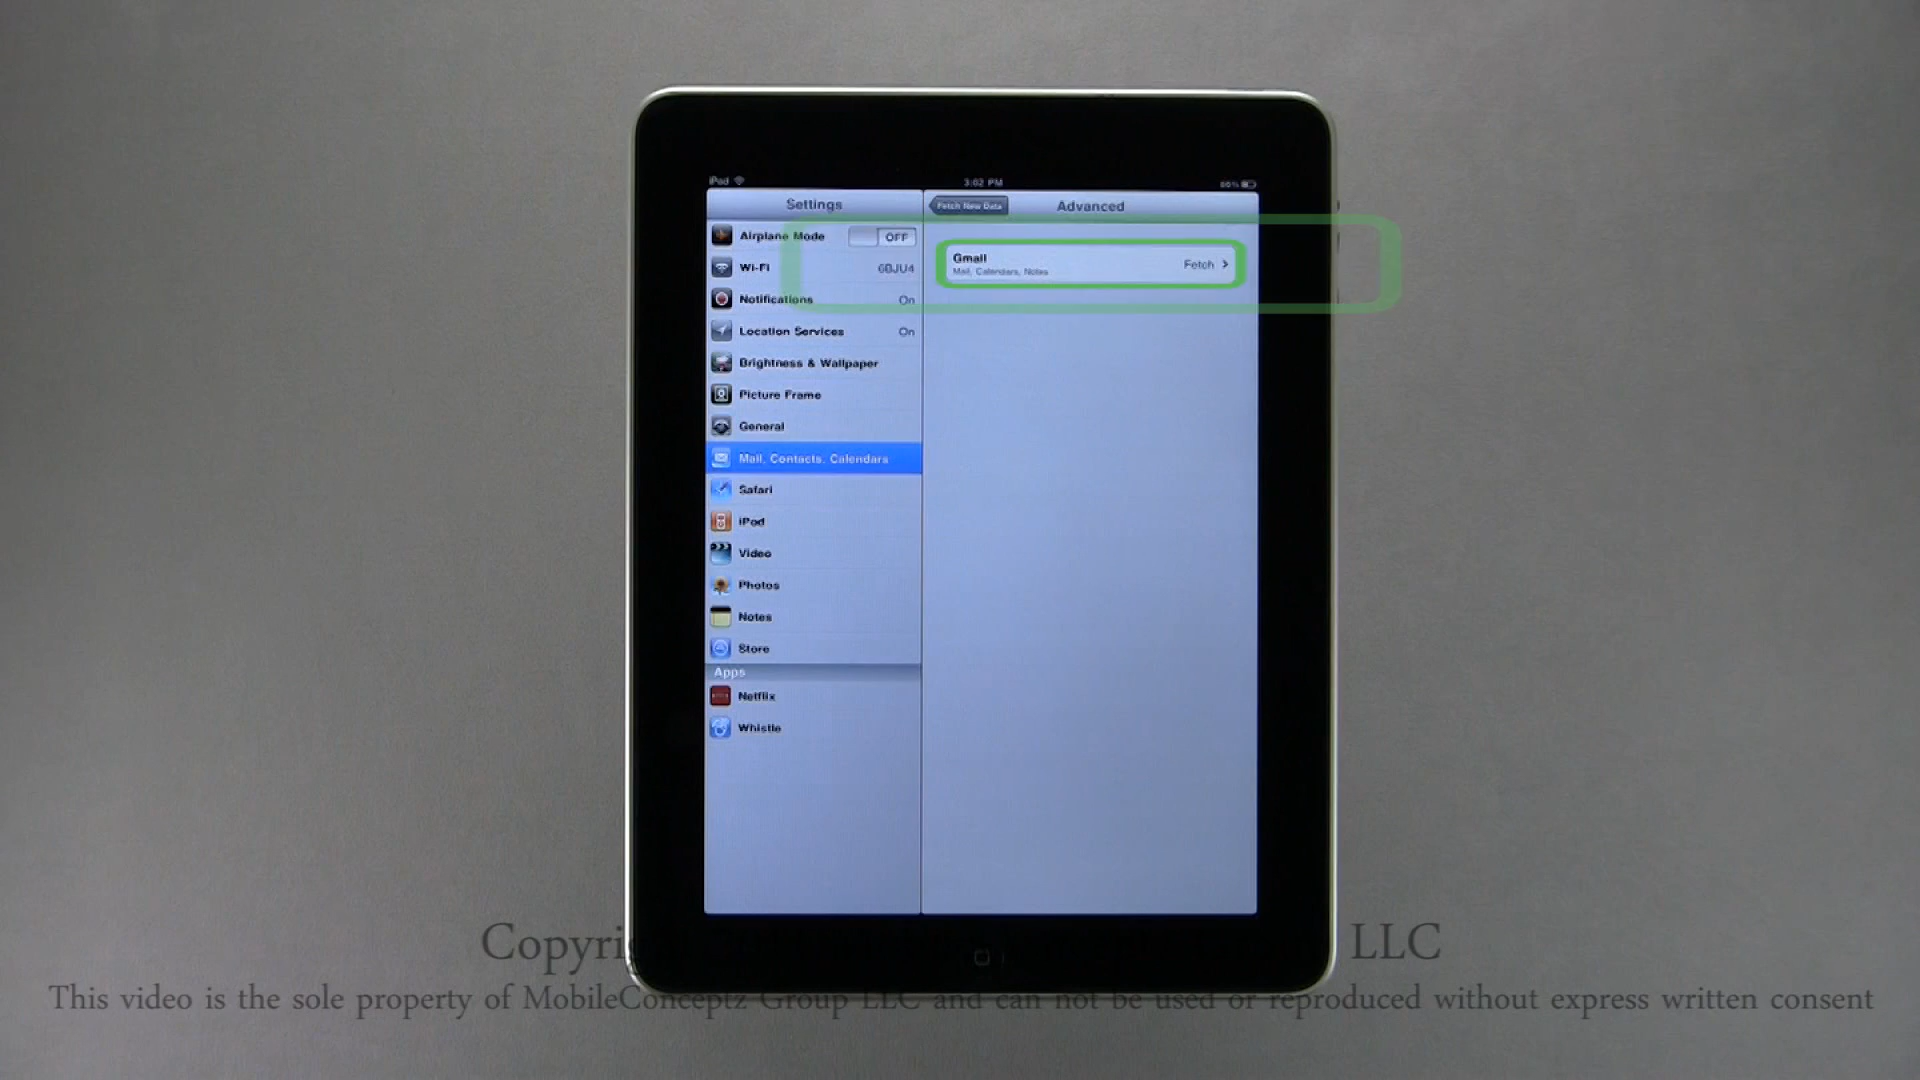 iPod
3:02 PM
86%
Settings
Fetch New Data
Advanced
Airplane Mode
OFF
Wi-Fi
6BJU4
Notifications
On
Location Services
On
Brightness & Wallpaper
Picture Frame
General
Mail, Contacts, Calendars
Safari
iPod
Video
Photos
Notes
Store
Apps
Netflix
Whistle
Gmail
Mail, Calendars, Notes
Fetch
LLC
This video is the sole property of MobileConceptz Group LLC and can not be used or reproduced without express written consent